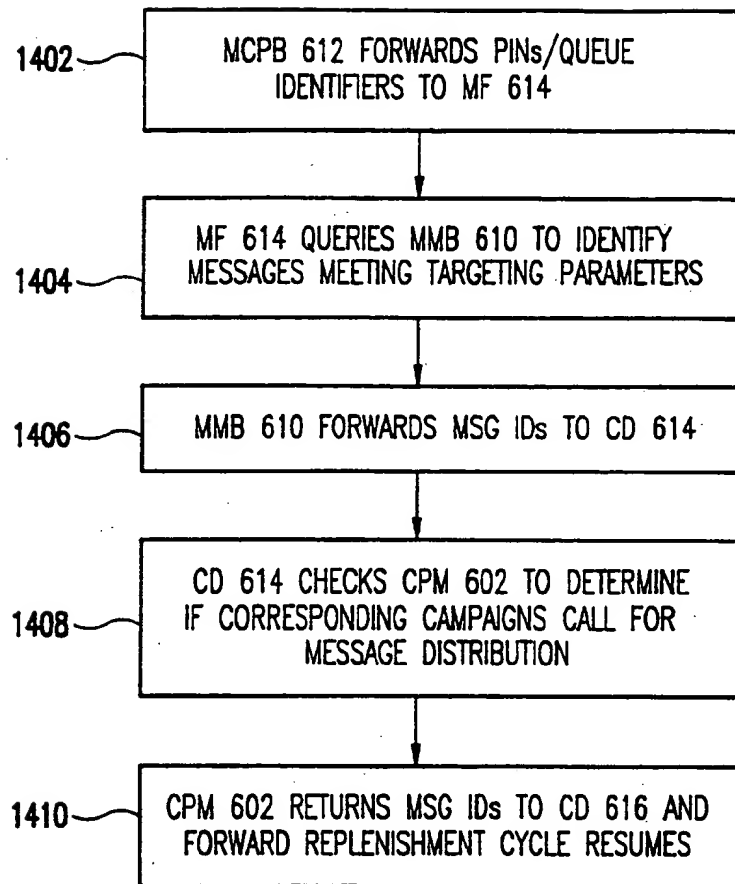 1402
MCPB 612 FORWARDS PINs/QUEUE
IDENTIFIERS TO MF 614
1404
MF 614 QUERIES MMB 610 TO IDENTIFY
MESSAGES MEETING TARGETING PARAMETERS
1406
MMB 610 FORWARDS MSG IDs TO CD 614
1408
CD 614 CHECKS CPM 602 TO DETERMINE
IF CORRESPONDING CAMPAIGNS CALL FOR
MESSAGE DISTRIBUTION
1410
CPM 602 RETURNS MSG IDs TO CD 616 AND
FORWARD REPLENISHMENT CYCLE RESUMES